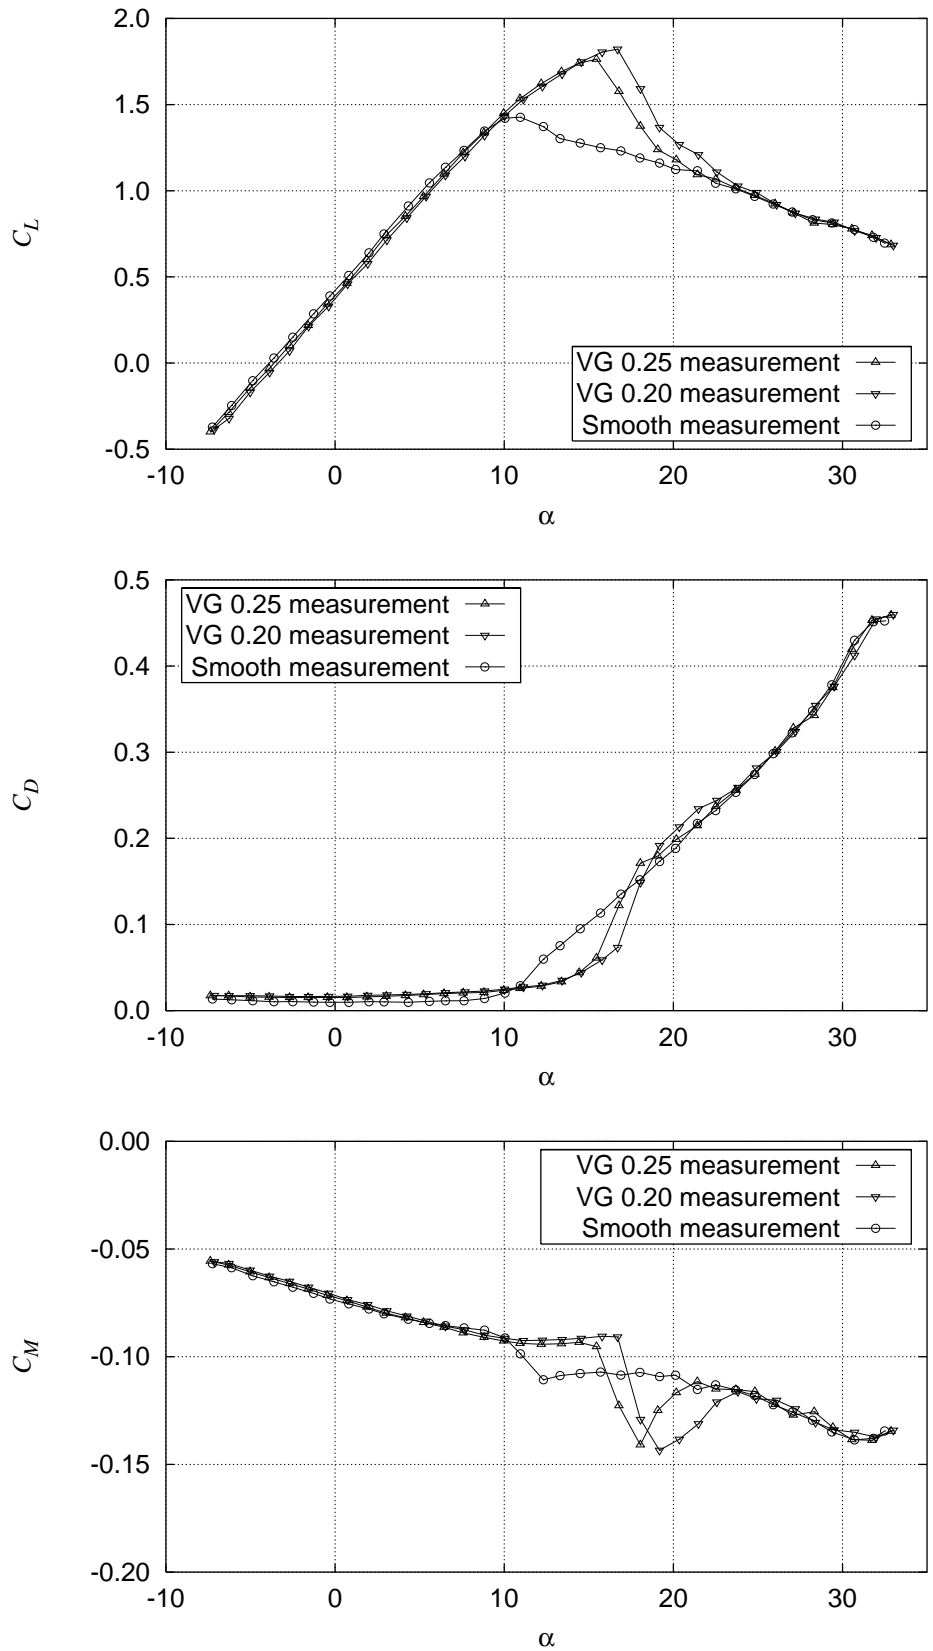 2.0
1.5
1.0
0.5
0.0
-0.5
C_L
-10 0 10 20 30
α
VG 0.25 measurement
VG 0.20 measurement
Smooth measurement
0.5
0.4
0.3
0.2
0.1
0.0
C_D
-10 0 10 20 30
α
VG 0.25 measurement
VG 0.20 measurement
Smooth measurement
0.00
-0.05
-0.10
-0.15
-0.20
C_M
-10 0 10 20 30
α
VG 0.25 measurement
VG 0.20 measurement
Smooth measurement